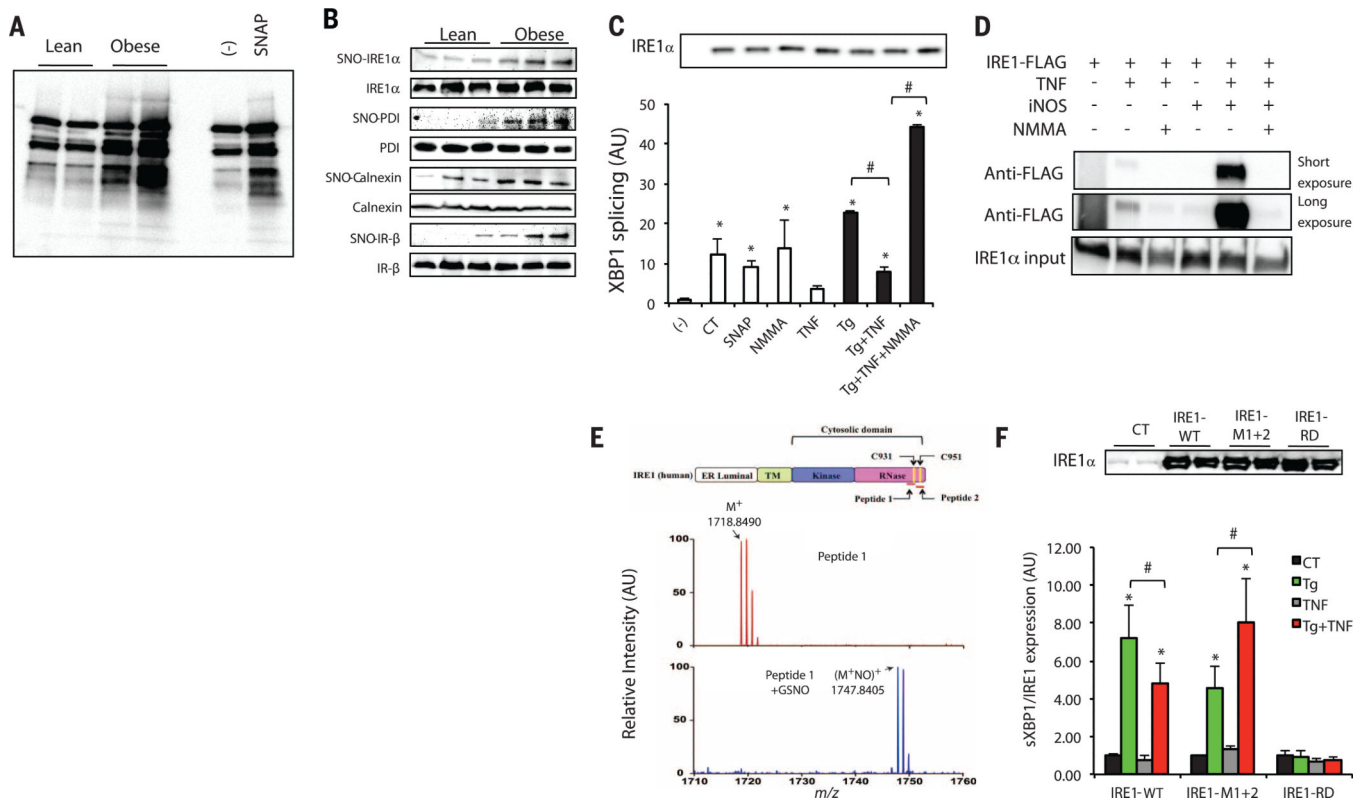 A
Lean
Obese
(-)
SNAP
B
Lean
Obese
SNO-IRE1α
IRE1α
SNO-PDI
PDI
SNO-Calnexin
Calnexin
SNO-IR-β
IR-β
C
IRE1α
XBP1 splicing (AU)
50
40
30
20
10
0
#
#
*
*
*
*
*
*
(-)
CT
SNAP
NMMA
TNF
Tg
Tg+TNF
Tg+TNF+NMMA
D
IRE1-FLAG + + + + + +
TNF - + + - + +
iNOS - - - + + +
NMMA - - + - - +
Anti-FLAG
Short
exposure
Anti-FLAG
Long
exposure
IRE1α input
E
Cytosolic domain
C931
C951
IRE1 (human)
ER Luminal
TM
Kinase
RNase
Peptide 1
Peptide 2
M⁺
1718.8490
Peptide 1
100
50
0
Relative Intensity (AU)
Peptide 1
+GSNO
(M⁺NO)⁺
1747.8405
100
50
0
1710
1720
1730
1740
1750
1760
m/z
F
CT
IRE1-
WT
IRE1-
M1+2
IRE1-
RD
IRE1α
sXBP1/IRE1 expression (AU)
12.00
10.00
8.00
6.00
4.00
2.00
0.00
#
#
*
*
*
*
CT
Tg
TNF
Tg+TNF
IRE1-WT
IRE1-M1+2
IRE1-RD